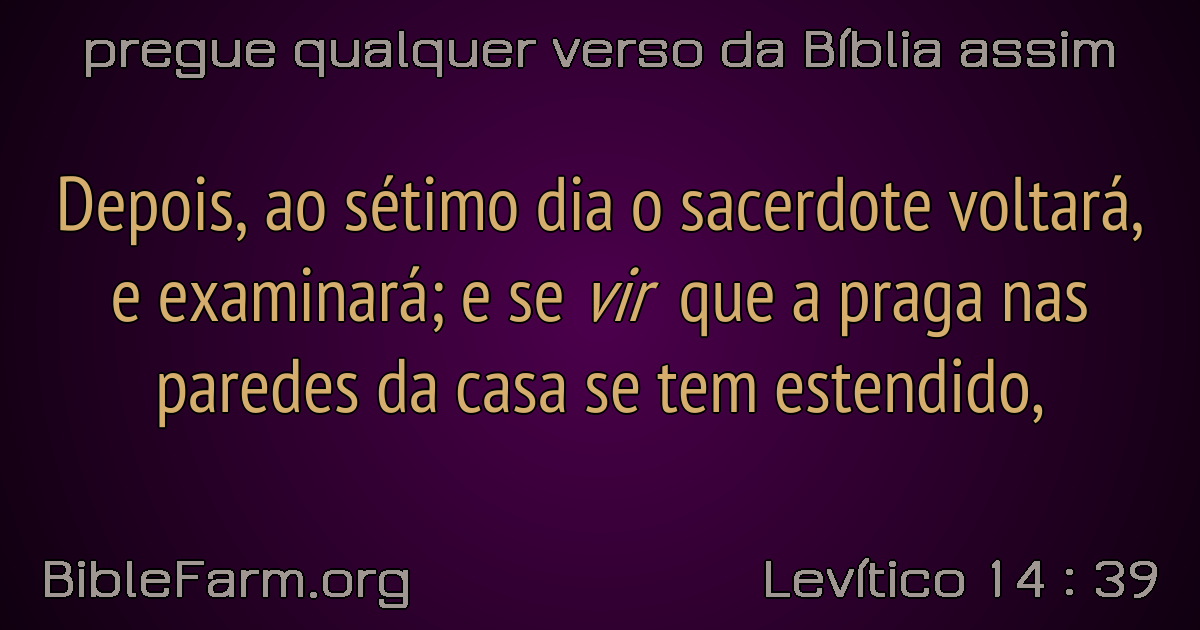 pregue qualquer verso da Bíblia assim
Depois, ao sétimo dia o sacerdote voltará,
e examinará; e se vir que a praga nas
paredes da casa se tem estendido,
BibleFarm.org
Levítico 14 : 39